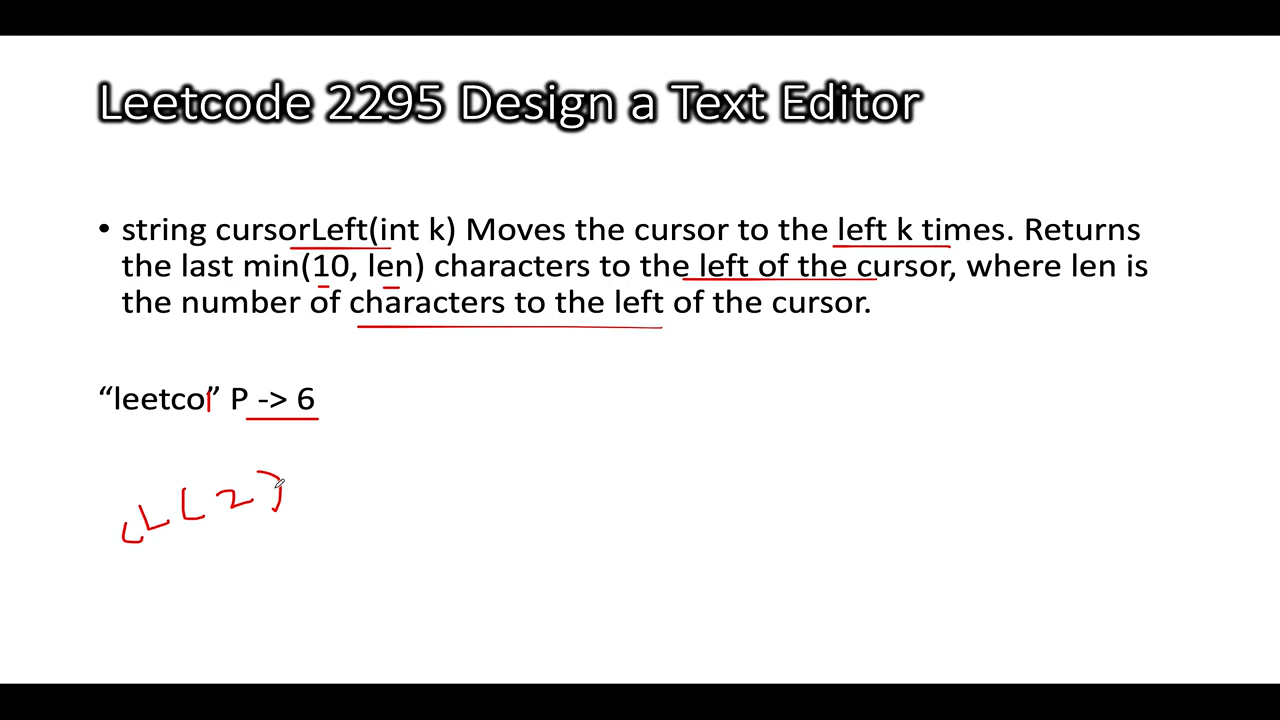 Leetcode 2295 Design a Text Editor
• string cursorLeft(int k) Moves the cursor to the left k times. Returns
the last min(10, len) characters to the left of the cursor, where len is
the number of characters to the left of the cursor.
“leetco” P -> 6
CL(2)